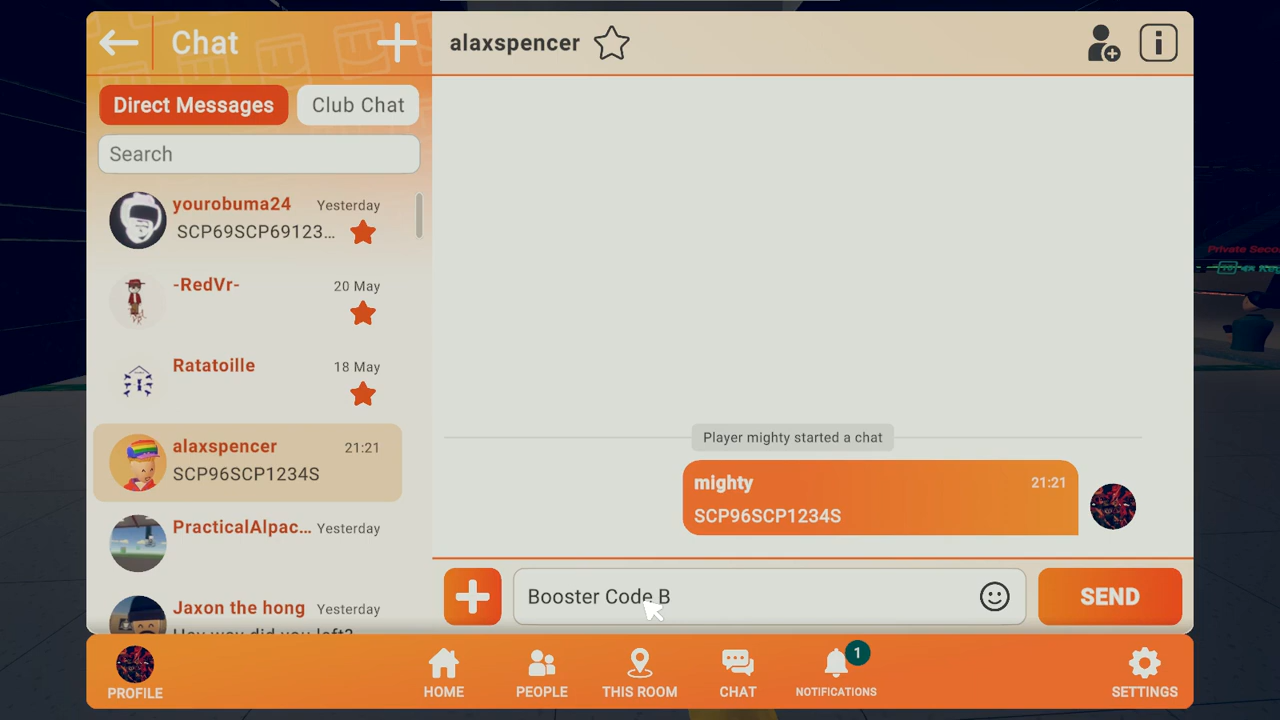 Chat
Direct Messages
Club Chat
Search
yourobuma24
Yesterday
SCP69SCP69123...
-RedVr-
20 May
Ratatoille
18 May
alaxspencer
21:21
SCP96SCP1234S
PracticalAlpac...
Yesterday
Jaxon the hong
Yesterday
alaxspencer
Player mighty started a chat
mighty
21:21
SCP96SCP1234S
Booster Code B
SEND
Private Seco
PROFILE
HOME
PEOPLE
THIS ROOM
CHAT
1
NOTIFICATIONS
SETTINGS